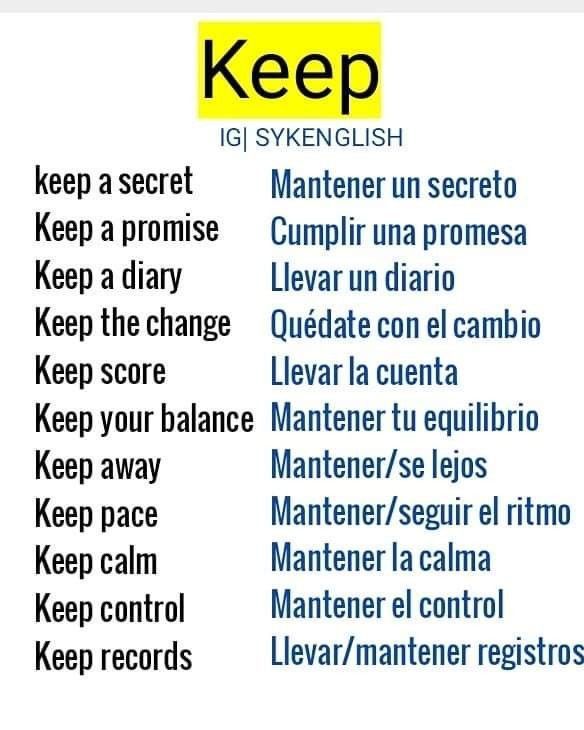 Keep
IG| SYKENGLISH
keep a secret Mantener un secreto
Keep a promise Cumplir una promesa
Keep a diary Llevar un diario
Keep the change Quédate con el cambio
Keep score Llevar la cuenta
Keep your balance Mantener tu equilibrio
Keep away Mantener/se lejos
Keep pace Mantener/seguir el ritmo
Keep calm Mantener la calma
Keep control Mantener el control
Keep records Llevar/mantener registros